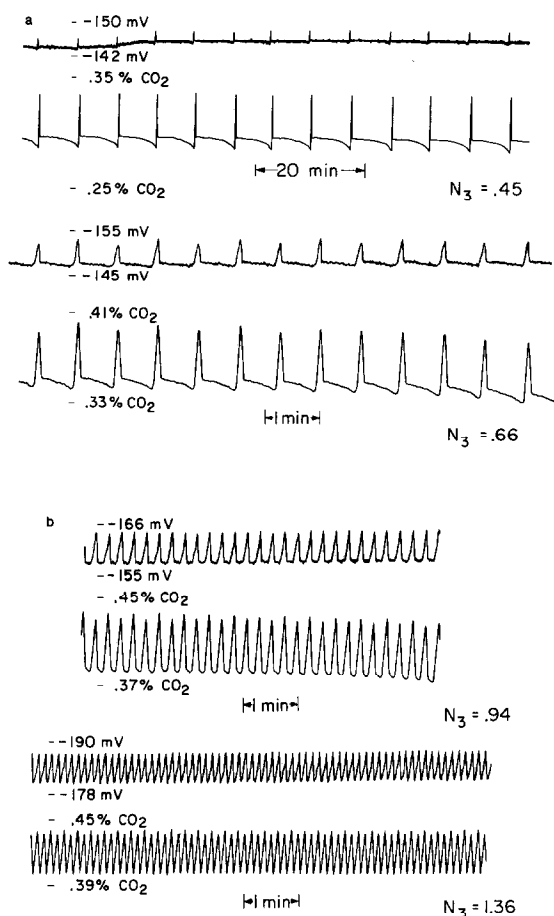 a
- -150 mV
- -142 mV
- .35% CO₂
20 min
- .25% CO₂
N₃ = .45
- -155 mV
- -145 mV
- .41% CO₂
- .33% CO₂
1 min
N₃ = .66
b
- -166 mV
- -155 mV
- .45% CO₂
- .37% CO₂
1 min
N₃ = .94
- -190 mV
- -178 mV
- .45% CO₂
- .39% CO₂
1 min
N₃ = 1.36